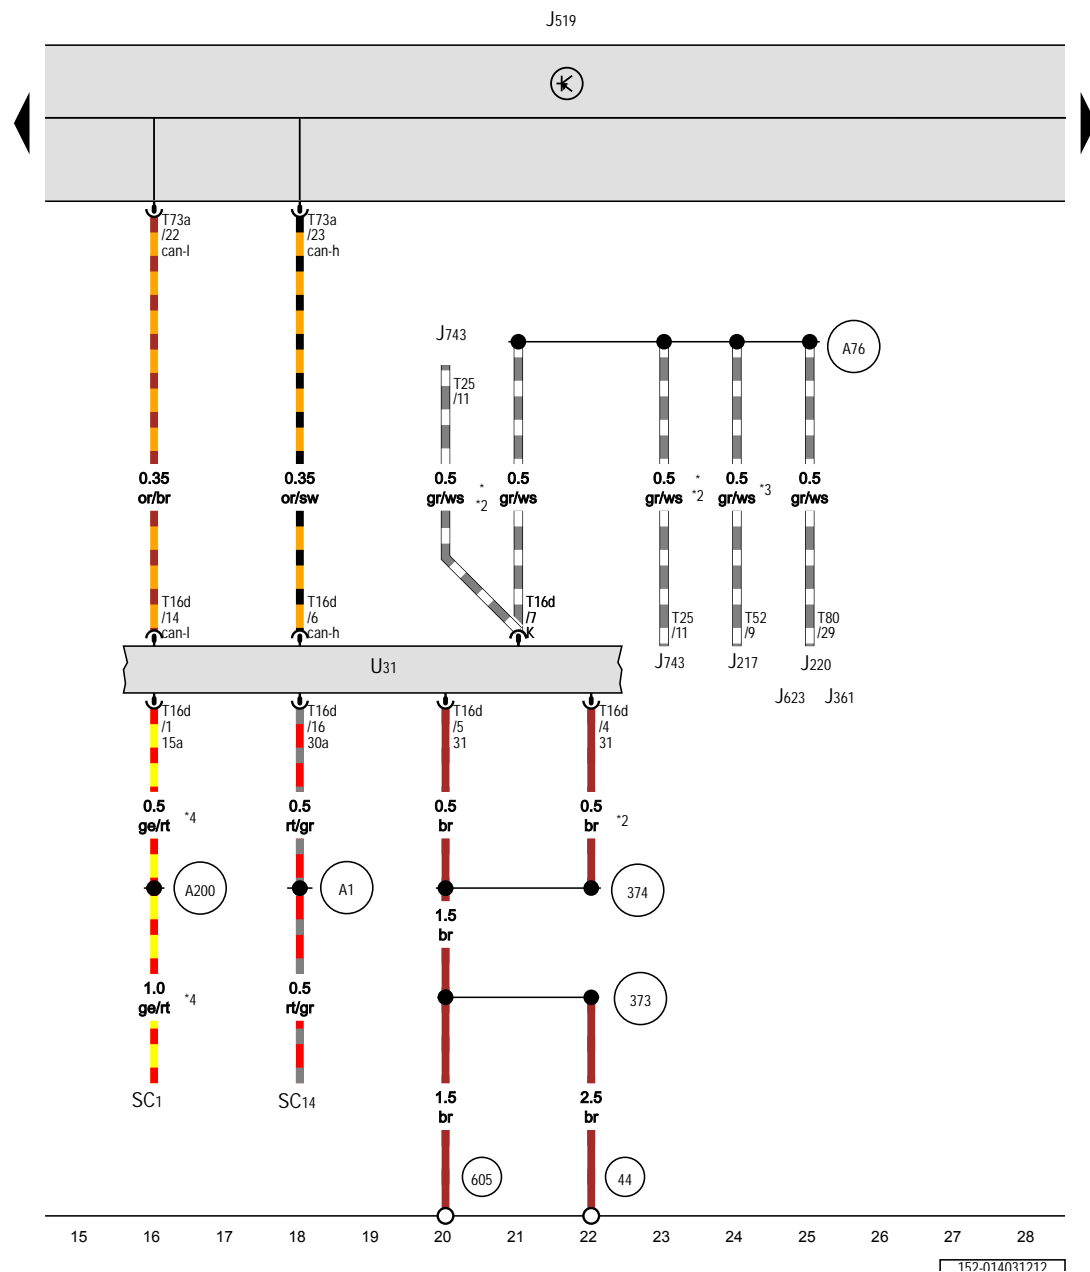 J519
T73a
/22
can-l
T73a
/23
can-h
J743
A76
T25
/11
0.35
or/br
0.35
or/sw
0.5
gr/ws
*
*2
0.5
gr/ws
0.5
gr/ws
*
*2
0.5
gr/ws
*3
0.5
gr/ws
T16d
/14
can-l
T16d
/6
can-h
T16d
/7
K
T25
/11
T52
/9
T80
/29
J743
J217
J220
J623
J361
U31
T16d
/1
15a
T16d
/16
30a
T16d
/5
31
T16d
/4
31
0.5
ge/rt
*4
0.5
rt/gr
0.5
br
0.5
br
*2
A200
A1
374
1.5
br
1.0
ge/rt
*4
0.5
rt/gr
373
SC1
SC14
1.5
br
2.5
br
605
44
15 16 17 18 19 20 21 22 23 24 25 26 27 28
152-014031212